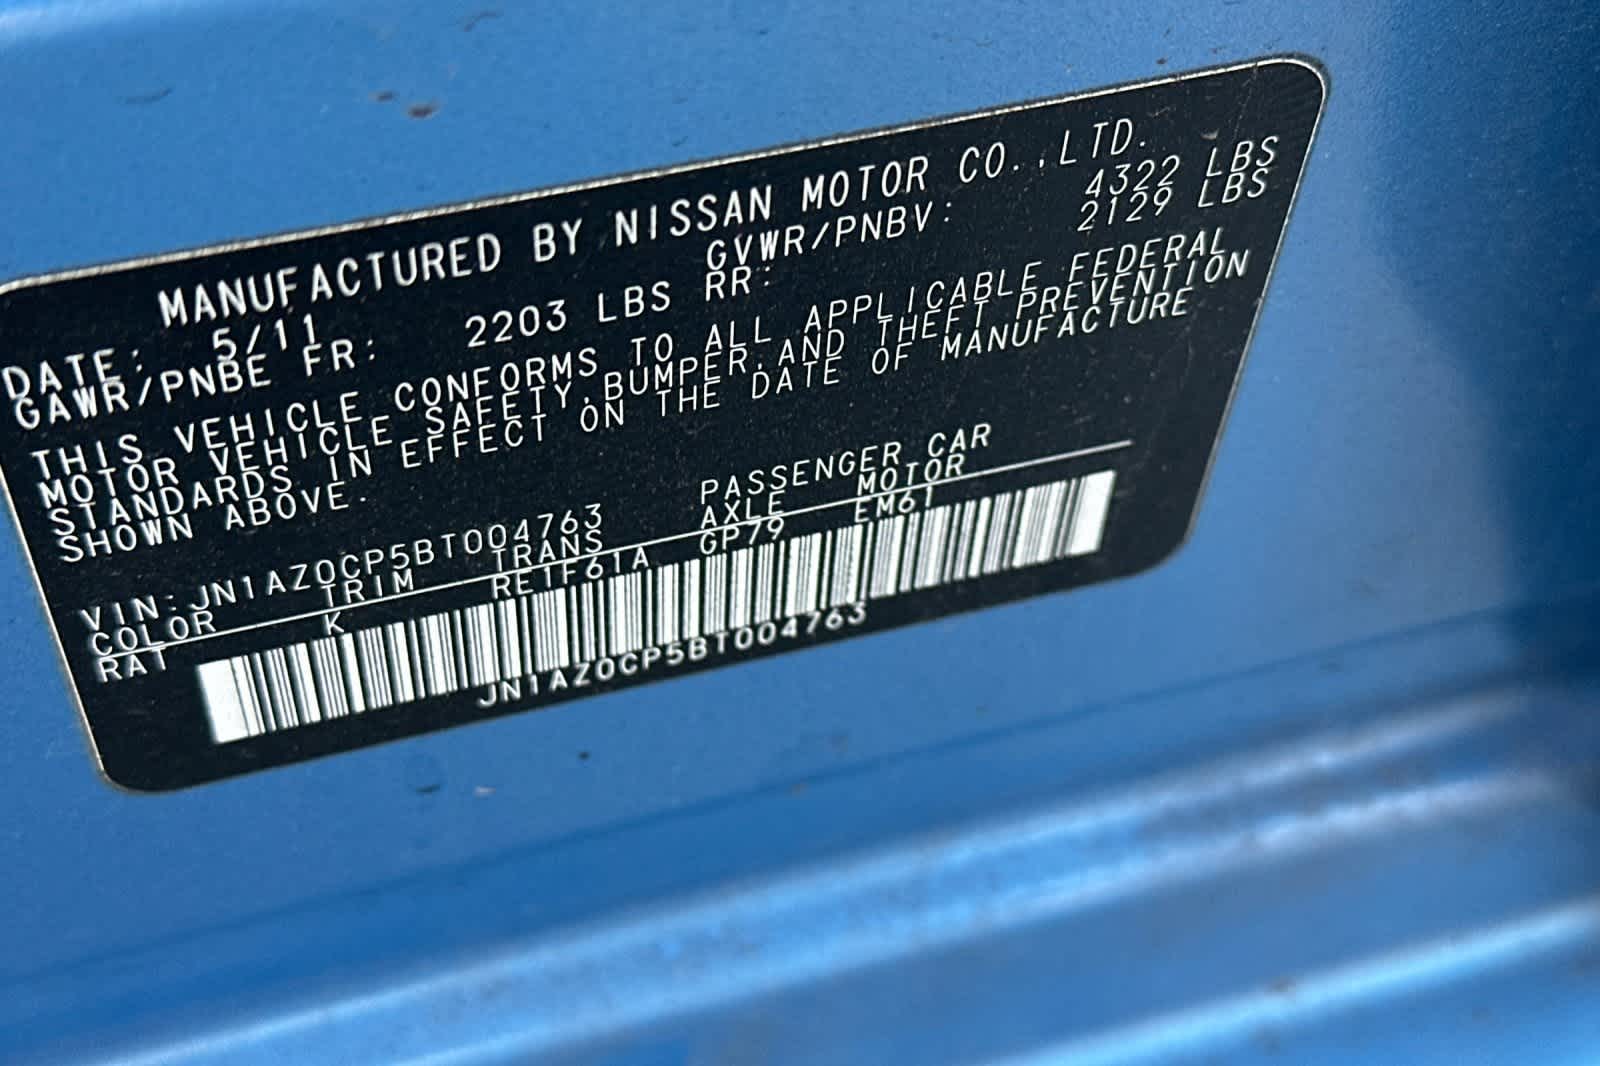 MANUFACTURED BY NISSAN MOTOR CO.,LTD.
DATE: 5/11 GVWR/PNBV: 4322 LBS
GAWR/PNBE FR: 2203 LBS RR: 2129 LBS
THIS VEHICLE CONFORMS TO ALL APPLICABLE FEDERAL
MOTOR VEHICLE SAFETY,BUMPER,AND THEFT PREVENTION
STANDARDS IN EFFECT ON THE DATE OF MANUFACTURE
SHOWN ABOVE.
VIN:JN1AZ0CP5BT004763 PASSENGER CAR
COLOR TRIM TRANS AXLE MOTOR
RAT K RE1F61A GP79 EM61
JN1AZ0CP5BT004763